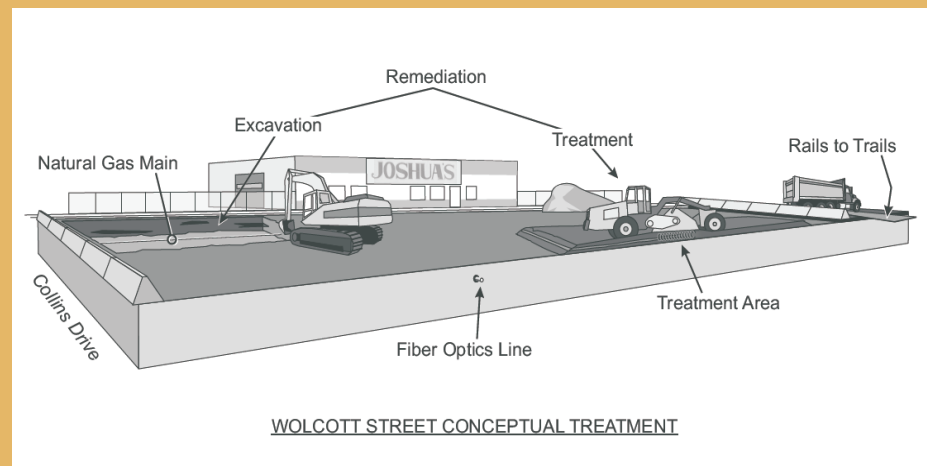 Remediation
Excavation
Treatment
Rails to Trails
Natural Gas Main
JOSHUA'S
Collins Drive
Treatment Area
Fiber Optics Line
WOLCOTT STREET CONCEPTUAL TREATMENT